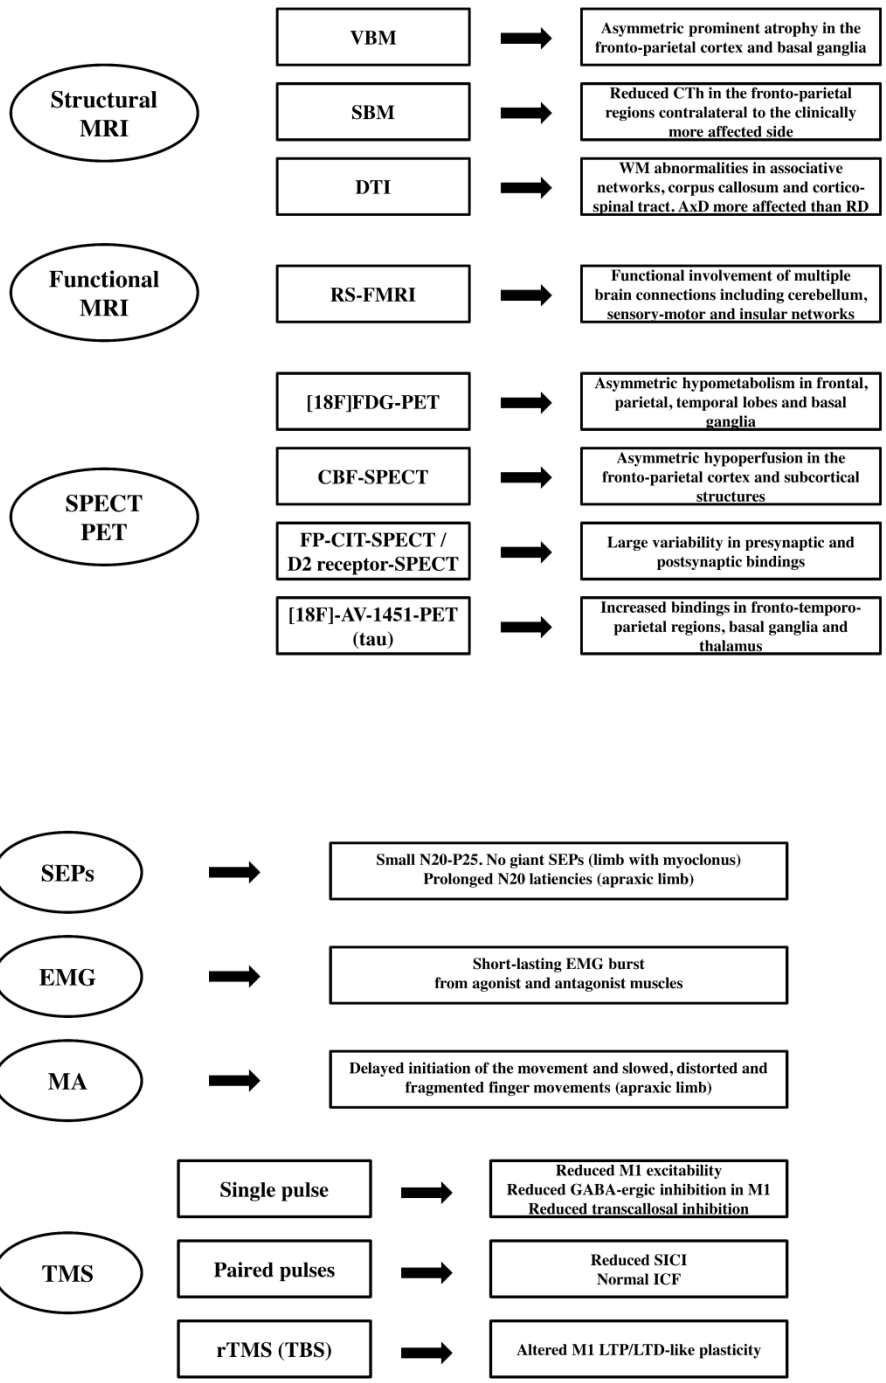 Structural
MRI
VBM
Asymmetric prominent atrophy in the
fronto-parietal cortex and basal ganglia
SBM
Reduced CTh in the fronto-parietal
regions contralateral to the clinically
more affected side
DTI
WM abnormalities in associative
networks, corpus callosum and cortico-
spinal tract. AxD more affected than RD
Functional
MRI
RS-FMRI
Functional involvement of multiple
brain connections including cerebellum,
sensory-motor and insular networks
SPECT
PET
[18F]FDG-PET
Asymmetric hypometabolism in frontal,
parietal, temporal lobes and basal
ganglia
CBF-SPECT
Asymmetric hypoperfusion in the
fronto-parietal cortex and subcortical
structures
FP-CIT-SPECT /
D2 receptor-SPECT
Large variability in presynaptic and
postsynaptic bindings
[18F]-AV-1451-PET
(tau)
Increased bindings in fronto-temporo-
parietal regions, basal ganglia and
thalamus
SEPs
Small N20-P25. No giant SEPs (limb with myoclonus)
Prolonged N20 latencies (apraxic limb)
EMG
Short-lasting EMG burst
from agonist and antagonist muscles
MA
Delayed initiation of the movement and slowed, distorted and
fragmented finger movements (apraxic limb)
TMS
Single pulse
Reduced M1 excitability
Reduced GABA-ergic inhibition in M1
Reduced transcallosal inhibition
Paired pulses
Reduced SICI
Normal ICF
rTMS (TBS)
Altered M1 LTP/LTD-like plasticity